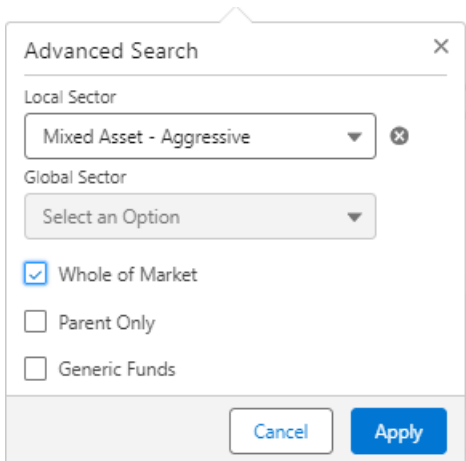 Advanced Search
Local Sector
Mixed Asset - Aggressive
Global Sector
Select an Option
Whole of Market
Parent Only
Generic Funds
Cancel Apply